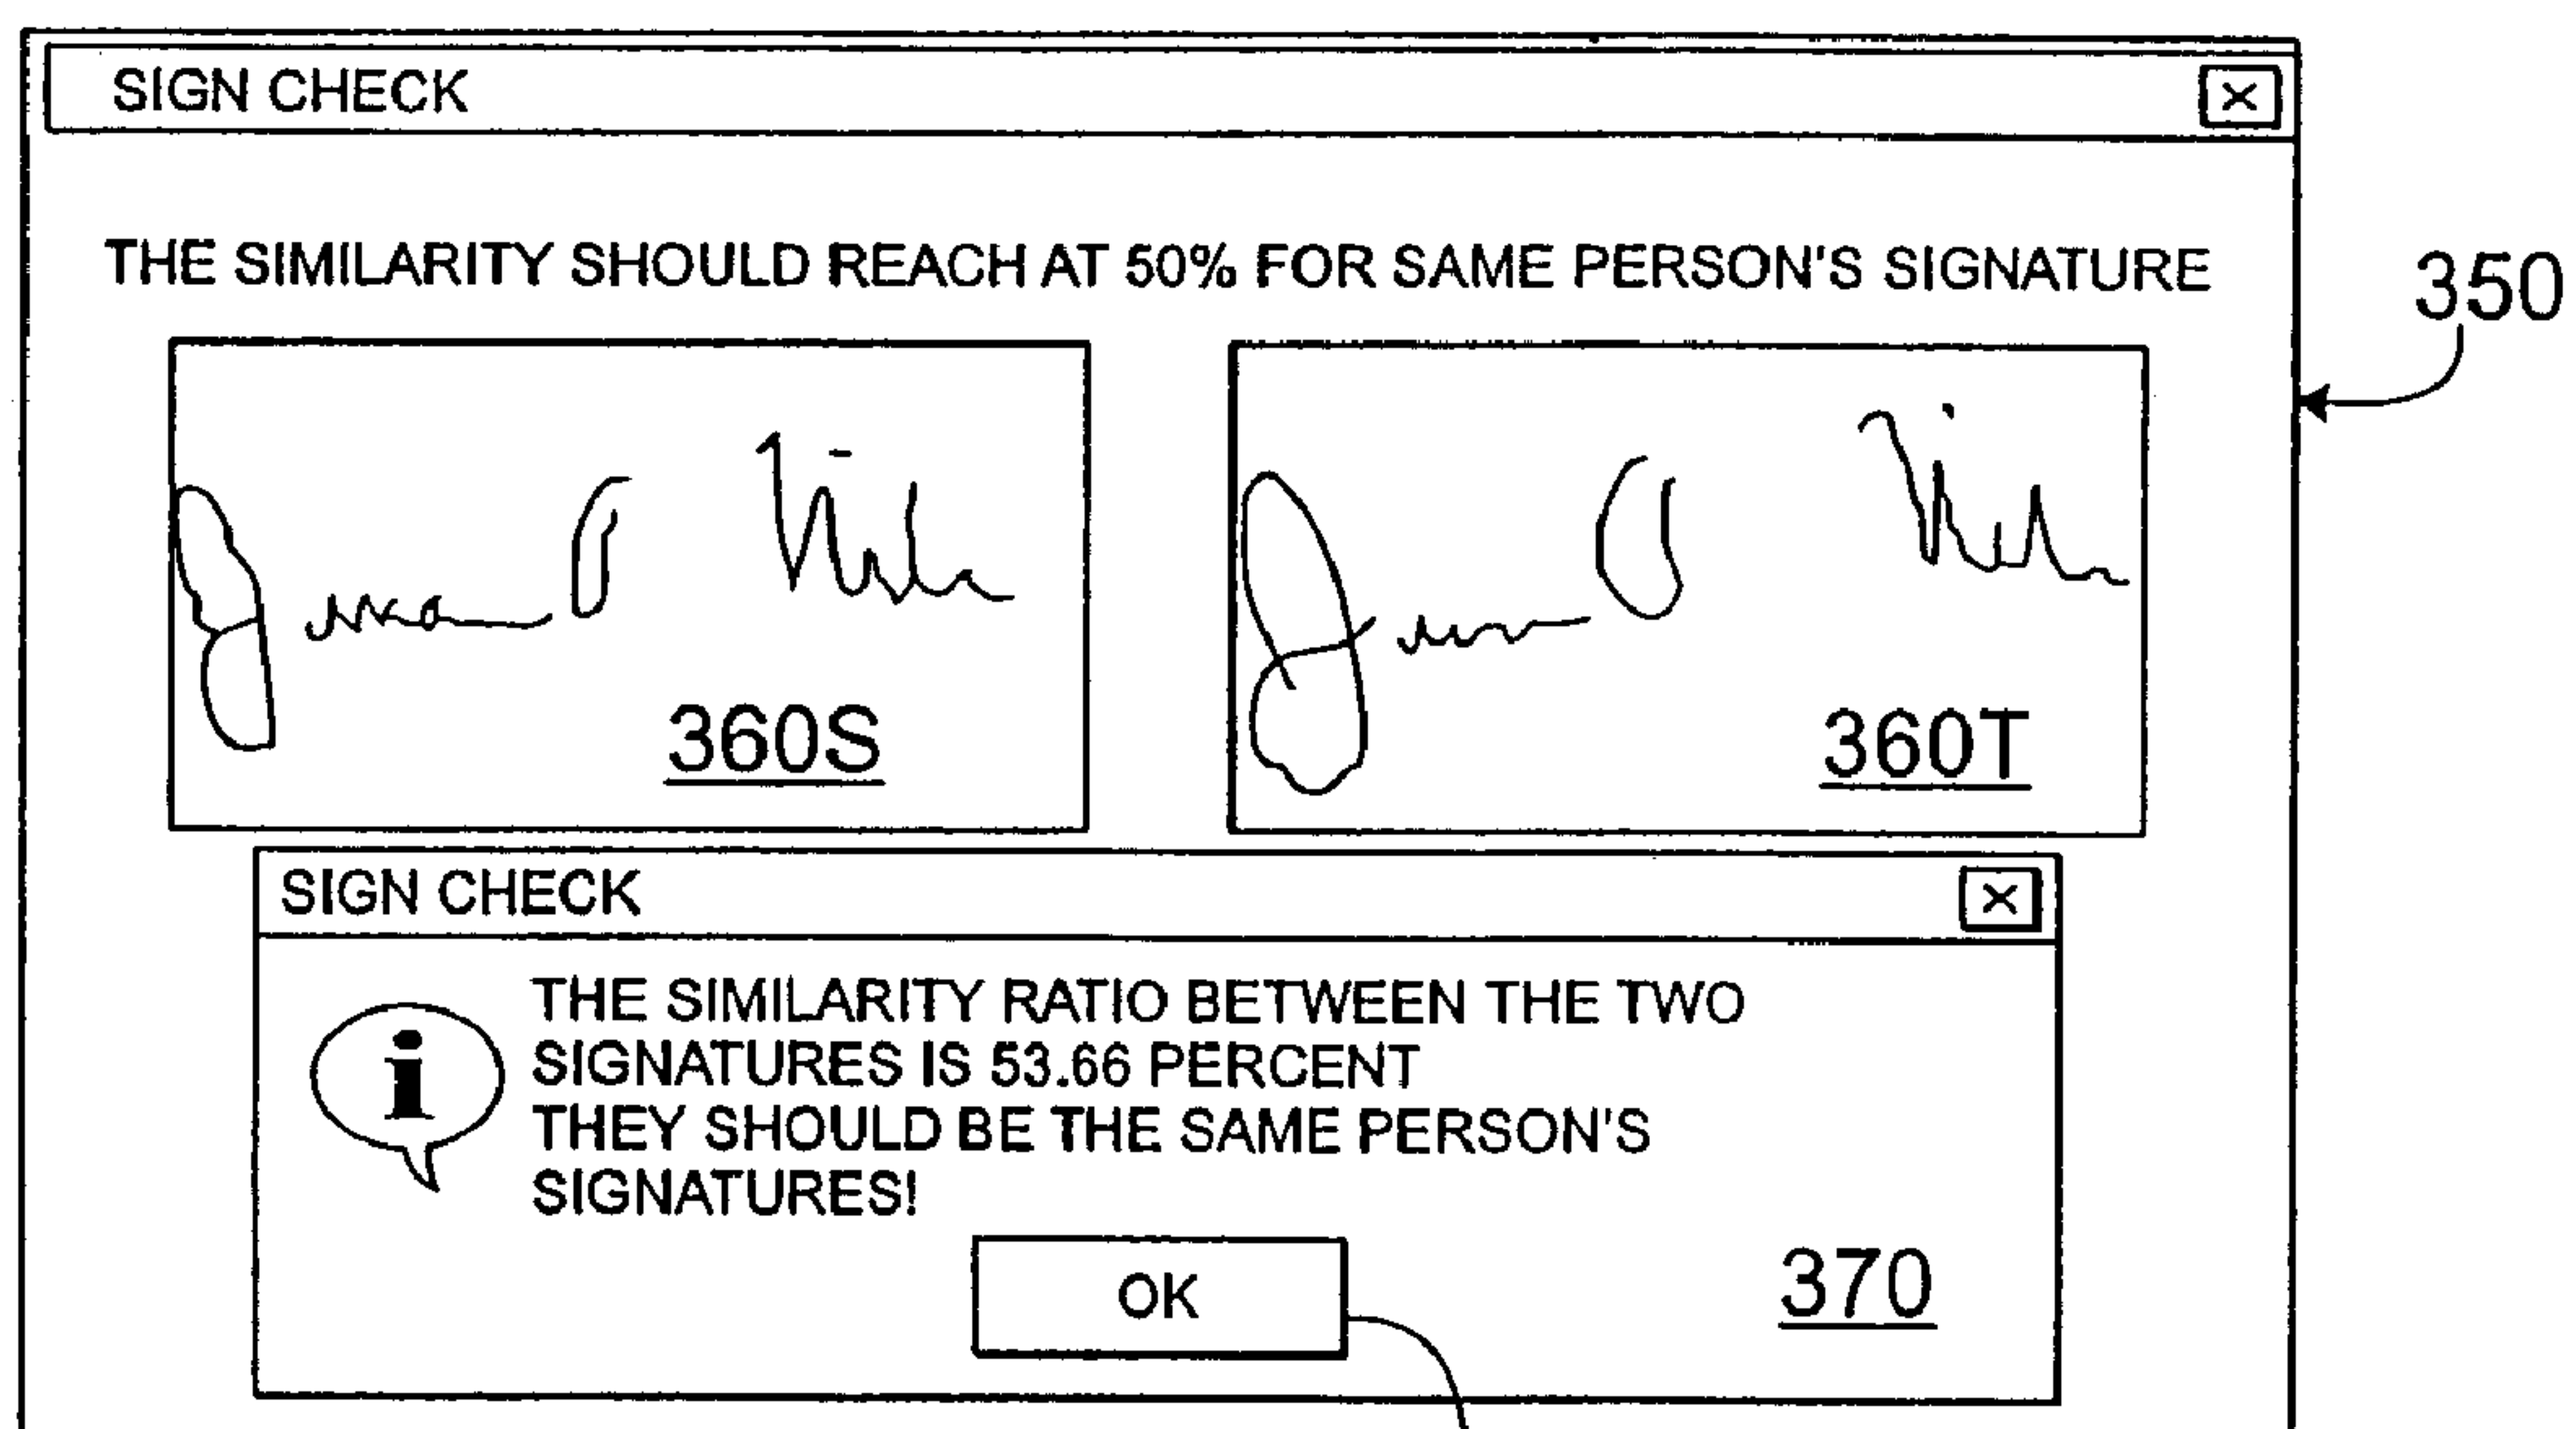 SIGN CHECK
THE SIMILARITY SHOULD REACH AT 50% FOR SAME PERSON'S SIGNATURE
350
360S
360T
SIGN CHECK
THE SIMILARITY RATIO BETWEEN THE TWO
SIGNATURES IS 53.66 PERCENT
THEY SHOULD BE THE SAME PERSON'S
SIGNATURES!
OK
370